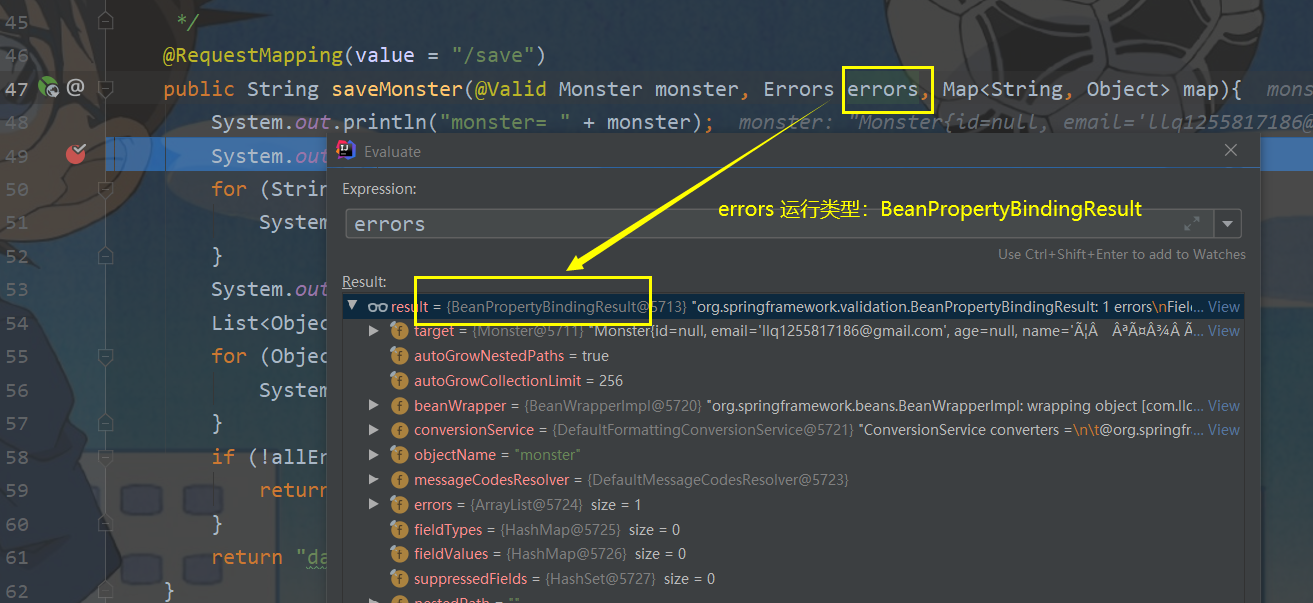 45 */
46 @RequestMapping(value = "/save")
47 @ public String saveMonster(@Valid Monster monster, Errors errors, Map<String, Object> map){ mons
48 System.out.println("monster= " + monster); monster: "Monster{id=null, email='llq1255817186@
49 System.out
Evaluate
50 for (Strin
Expression:
errors 运行类型：BeanPropertyBindingResult
51 System
errors
52 }
Use Ctrl+Shift+Enter to add to Watches
53 System.out
Result:
result = {BeanPropertyBindingResult@5713} "org.springframework.validation.BeanPropertyBindingResult: 1 errors\nFiel... View
54 List<Objec
target = {Monster@5711} "Monster{id=null, email='llq1255817186@gmail.com', age=null, name='Ã¦Â ÂªÃ¤Â¾Â Ã... View
55 for (Objec
autoGrowNestedPaths = true
56 System
autoGrowCollectionLimit = 256
beanWrapper = {BeanWrapperImpl@5720} "org.springframework.beans.BeanWrapperImpl: wrapping object [com.llc... View
57 }
conversionService = {DefaultFormattingConversionService@5721} "ConversionService converters =\n\t@org.springfr... View
58 if (!allEr
objectName = "monster"
59 return
messageCodesResolver = {DefaultMessageCodesResolver@5723}
errors = {ArrayList@5724} size = 1
60 }
fieldTypes = {HashMap@5725} size = 0
61 return "da
fieldValues = {HashMap@5726} size = 0
suppressedFields = {HashSet@5727} size = 0
62 }
nestedPath = ""